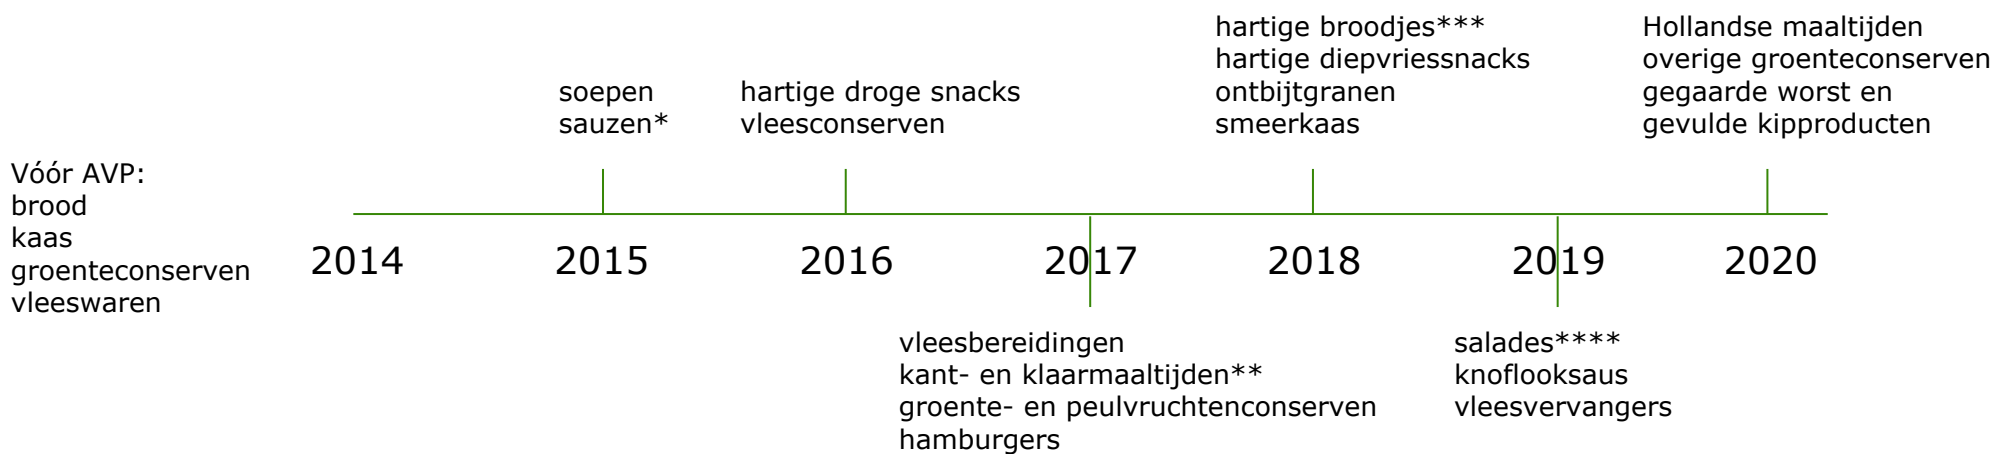 Vóór AVP:
brood
kaas
groenteconserven
vleeswaren
2014
soepen
sauzen*
2015
hartige droge snacks
vleesconserven
2016
2017
vleesbereidingen
kant- en klaarmaaltijden**
groente- en peulvruchtenconserven
hamburgers
hartige broodjes***
hartige diepvriessnacks
ontbijtgranen
smeerkaas
2018
2019
salades****
knoflooksaus
vleesvervangers
Hollandse maaltijden
overige groenteconserven
gegaarde worst en
gevulde kipproducten
2020